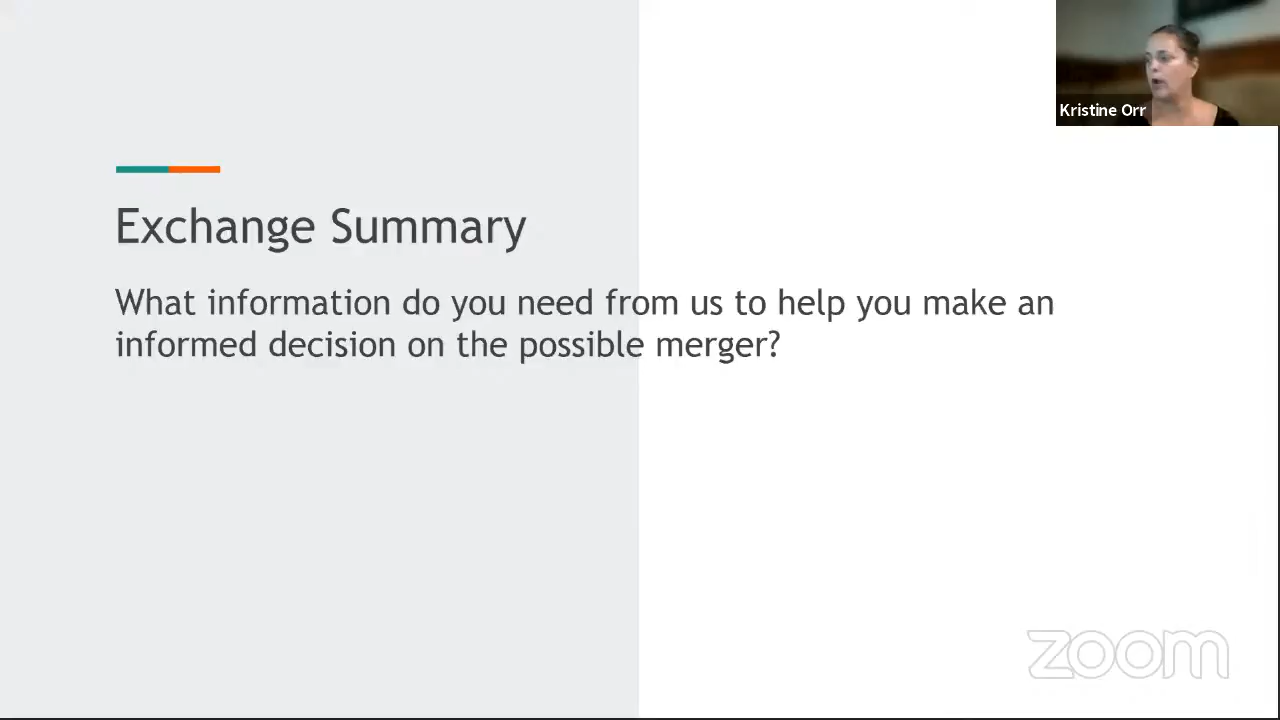 Kristine Orr
Exchange Summary
What information do you need from us to help you make an
informed decision on the possible merger?
zoom